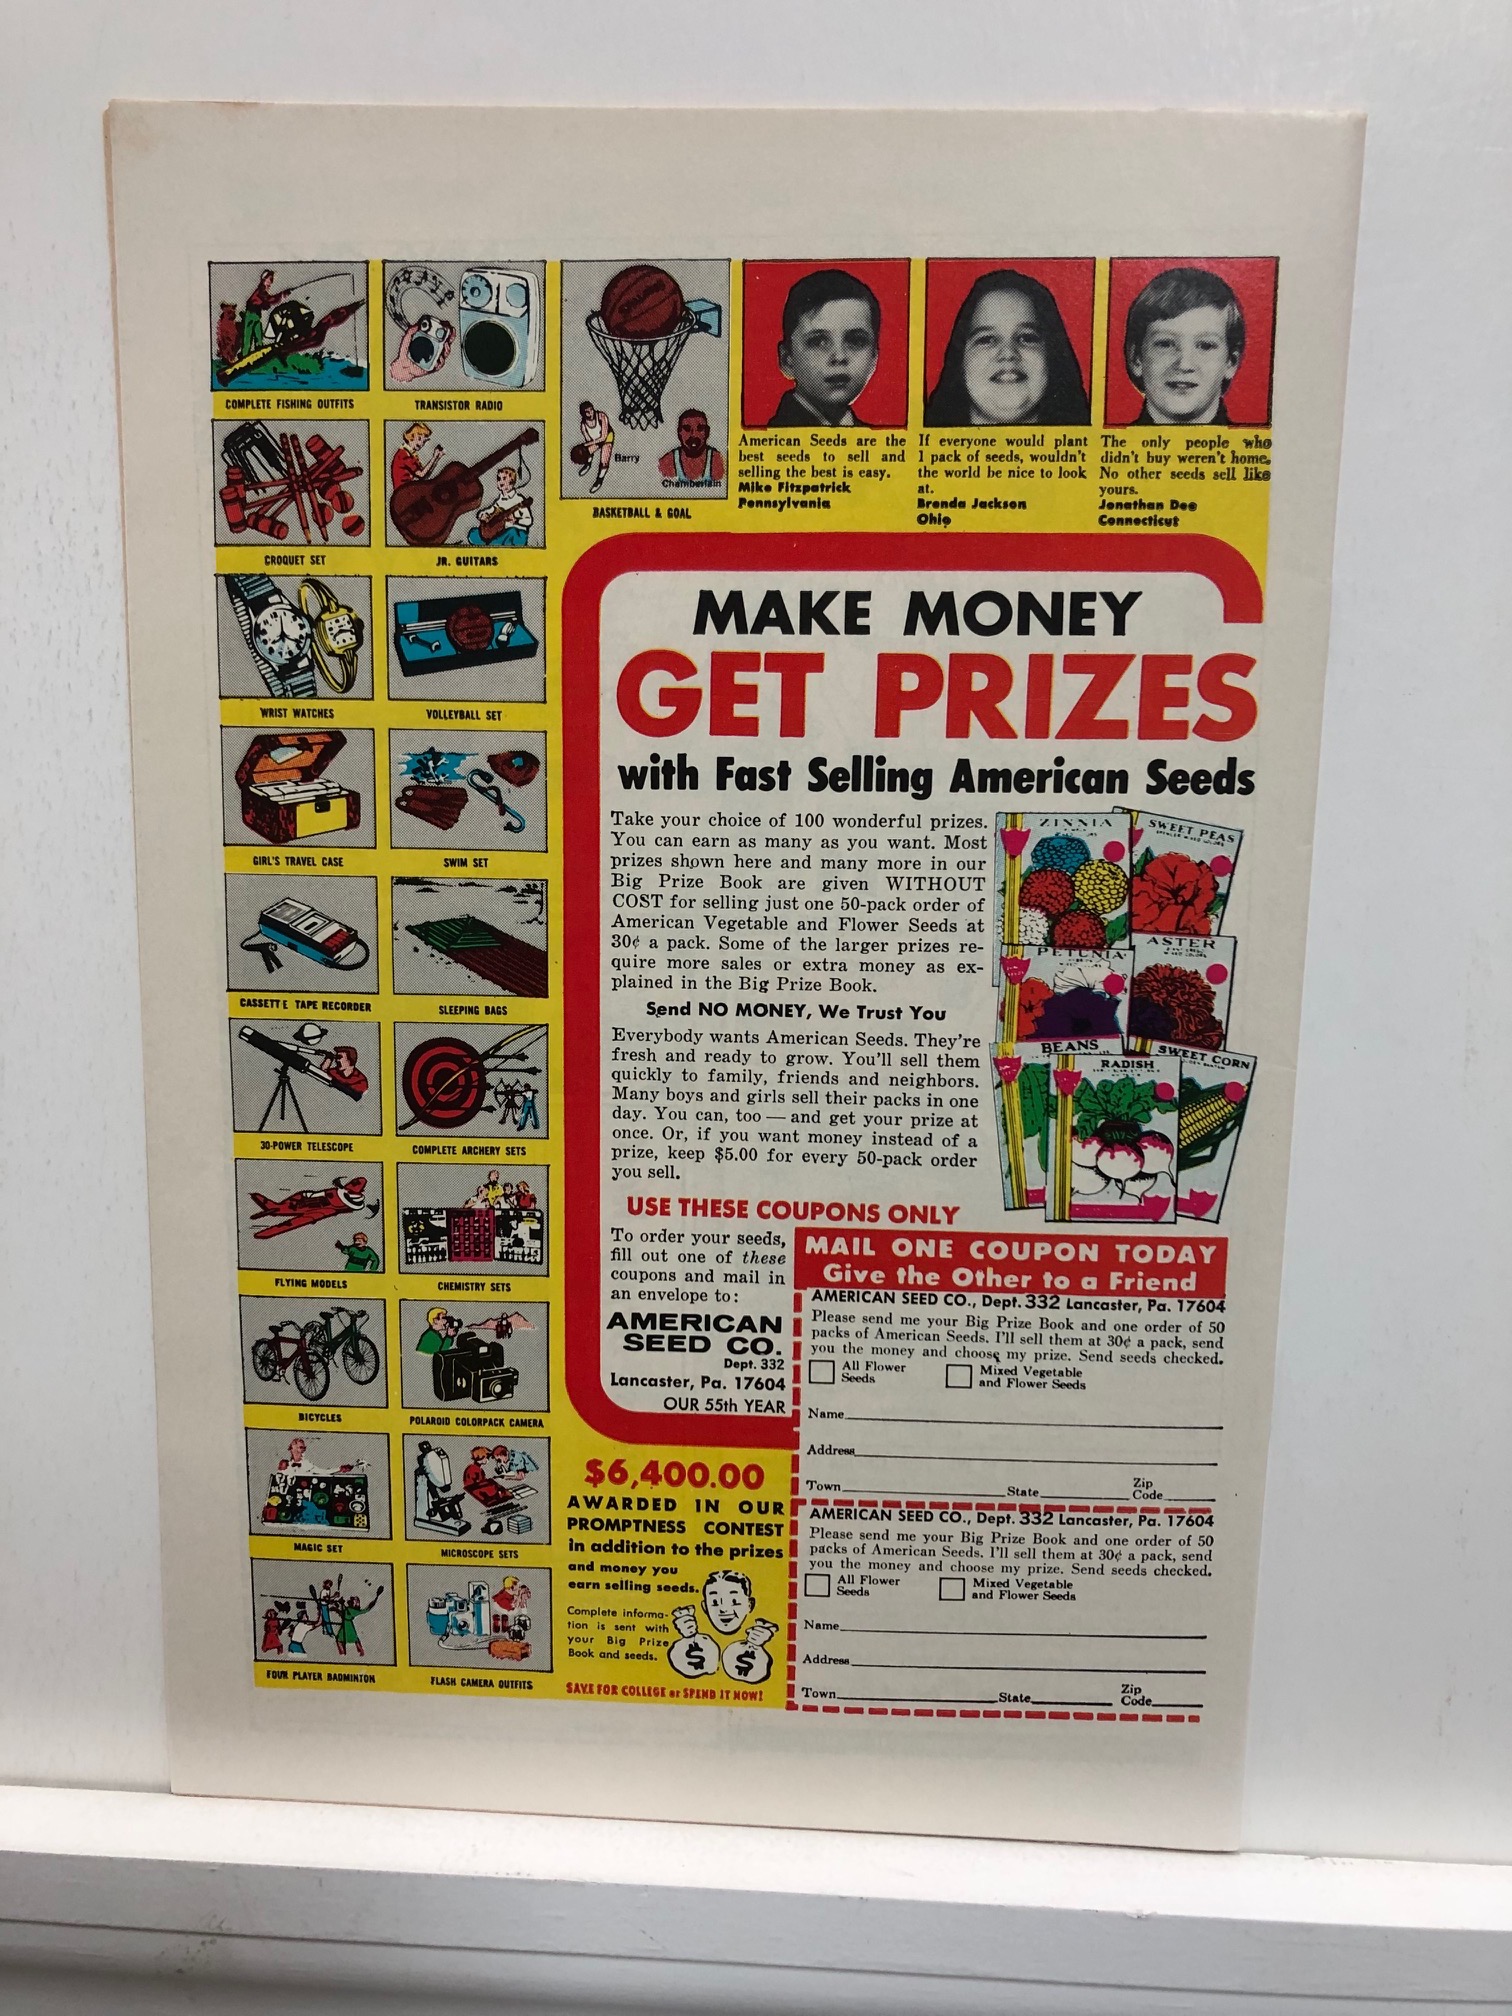 COMPLETE FISHING OUTFITS
TRANSISTOR RADIO
CROQUET SET
JR. GUITARS
WRIST WATCHES
VOLLEYBALL SET
GIRL'S TRAVEL CASE
SWIM SET
CASSETTE TAPE RECORDER
SLEEPING BAGS
30-POWER TELESCOPE
COMPLETE ARCHERY SETS
FLYING MODELS
CHEMISTRY SETS
BICYCLES
POLAROID COLORPACK CAMERA
MAGIC SET
MICROSCOPE SETS
FOUR PLAYER BADMINTON
FLASH CAMERA OUTFITS
Barry
Chamberlain
BASKETBALL & GOAL
American Seeds are the
best seeds to sell and
selling the best is easy.
Mike Fitzpatrick
Pennsylvania
If everyone would plant
1 pack of seeds, wouldn't
the world be nice to look
at.
Brenda Jackson
Ohio
The only people who
didn't buy weren't home.
No other seeds sell like
yours.
Jonathan Dee
Connecticut
MAKE MONEY
GET PRIZES
with Fast Selling American Seeds
Take your choice of 100 wonderful prizes.
You can earn as many as you want. Most
prizes shown here and many more in our
Big Prize Book are given WITHOUT
COST for selling just one 50-pack order of
American Vegetable and Flower Seeds at
30¢ a pack. Some of the larger prizes re-
quire more sales or extra money as ex-
plained in the Big Prize Book.
Send NO MONEY, We Trust You
Everybody wants American Seeds. They're
fresh and ready to grow. You'll sell them
quickly to family, friends and neighbors.
Many boys and girls sell their packs in one
day. You can, too — and get your prize at
once. Or, if you want money instead of a
prize, keep $5.00 for every 50-pack order
you sell.
ZINNIA
SWEET PEAS
PETUNIA
ASTER
BEANS
RADISH
SWEET CORN
USE THESE COUPONS ONLY
To order your seeds,
fill out one of these
coupons and mail in
an envelope to:
AMERICAN
SEED CO.
Dept. 332
Lancaster, Pa. 17604
OUR 55th YEAR
$6,400.00
AWARDED IN OUR
PROMPTNESS CONTEST
in addition to the prizes
and money you
earn selling seeds.
Complete informa-
tion is sent with
your Big Prize
Book and seeds.
$ $
SAVE FOR COLLEGE or SPEND IT NOW!
MAIL ONE COUPON TODAY
Give the Other to a Friend
AMERICAN SEED CO., Dept. 332 Lancaster, Pa. 17604
Please send me your Big Prize Book and one order of 50
packs of American Seeds. I'll sell them at 30¢ a pack, send
you the money and choose my prize. Send seeds checked.
All Flower
Seeds
Mixed Vegetable
and Flower Seeds
Name
Address
Town State Zip
Code
AMERICAN SEED CO., Dept. 332 Lancaster, Pa. 17604
Please send me your Big Prize Book and one order of 50
packs of American Seeds. I'll sell them at 30¢ a pack, send
you the money and choose my prize. Send seeds checked.
All Flower
Seeds
Mixed Vegetable
and Flower Seeds
Name
Address
Town State Zip
Code